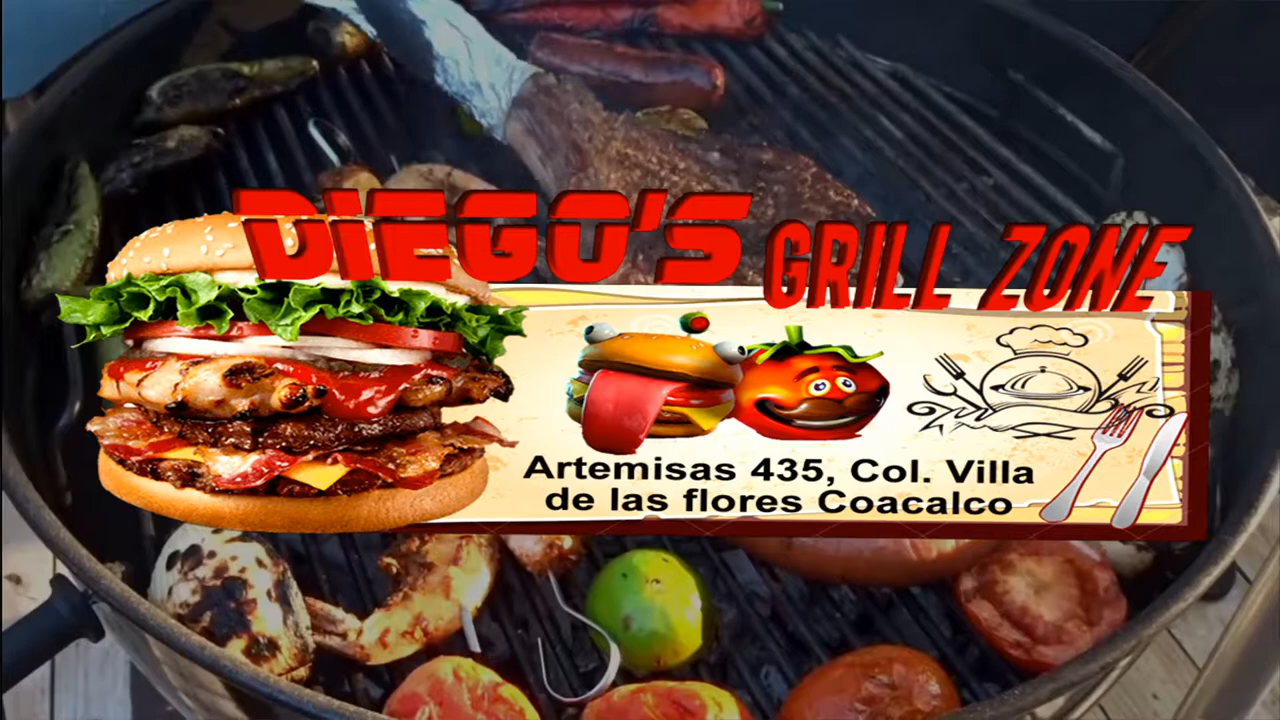 DIEGO'S GRILL ZONE
Artemisas 435, Col. Villa
de las flores Coacalco